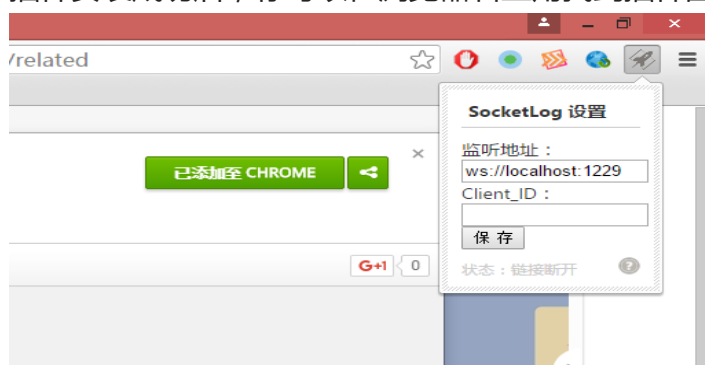 /related
SocketLog 设置
监听地址：
ws://localhost:1229
Client_ID：
保 存
状态：链接断开
已添加至 CHROME
G+1 0